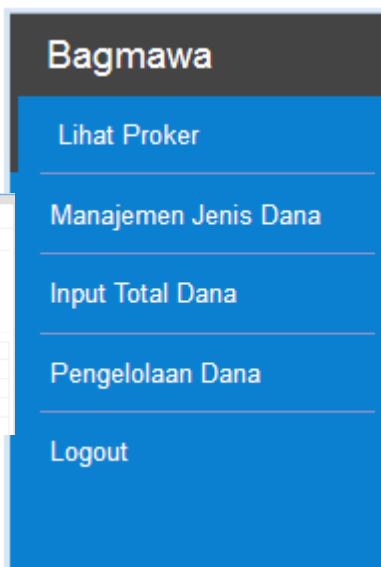 Bagmawa
Lihat Proker
Manajemen Jenis Dana
Input Total Dana
Pengelolaan Dana
Logout